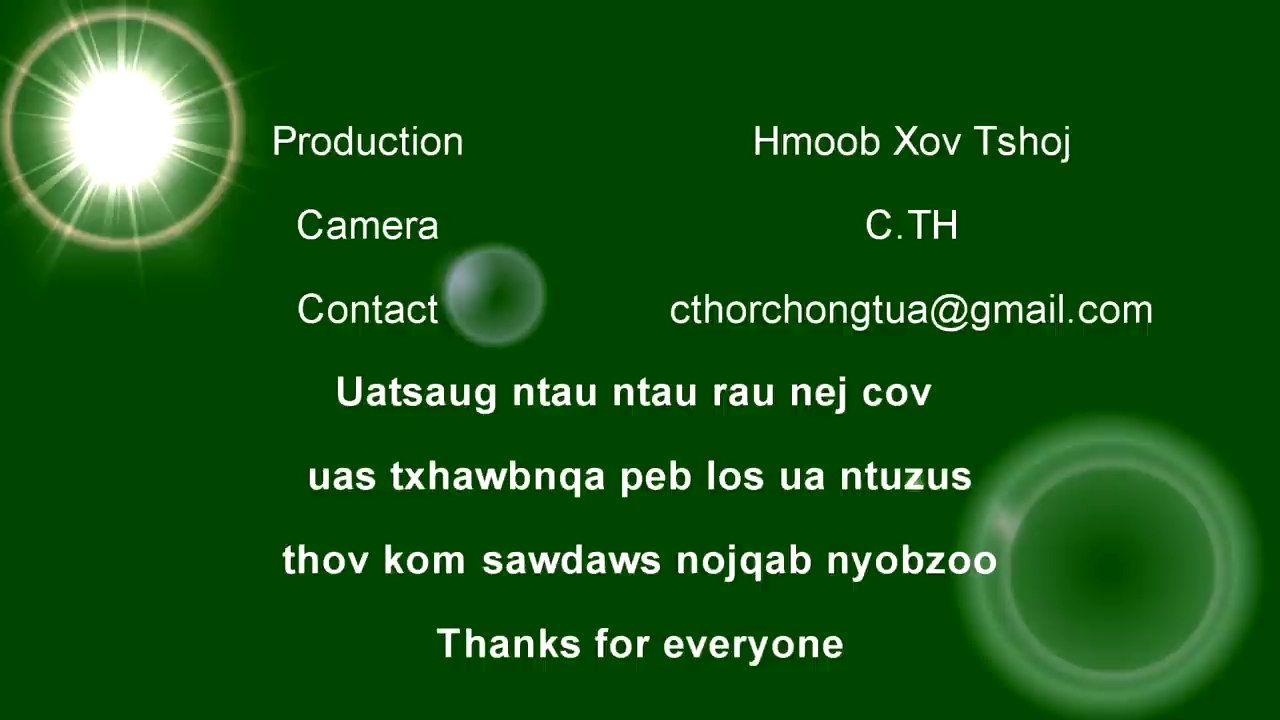 Production Hmoob Xov Tshoj
Camera C.TH
Contact cthorchongtua@gmail.com
Uatsaug ntau ntau rau nej cov
uas txhawbnqa peb los ua ntuzus
thov kom sawdaws nojqab nyobzoo
Thanks for everyone